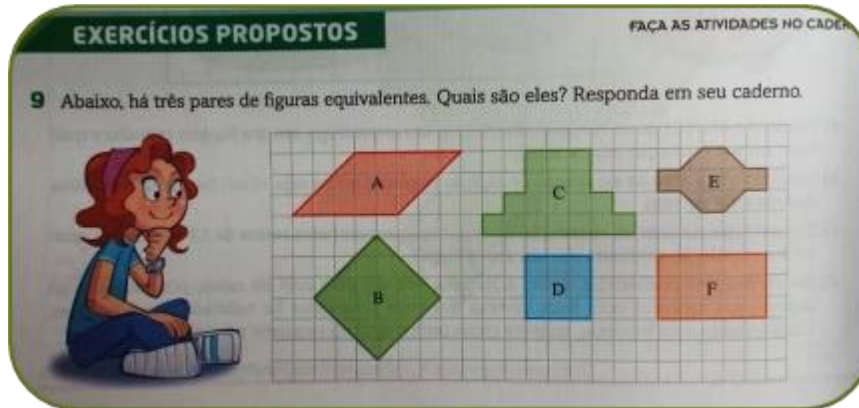 EXERCÍCIOS PROPOSTOS
FAÇA AS ATIVIDADES NO
9 Abaixo, há três pares de figuras equivalentes. Quais são eles? Responda em seu caderno.
A
C
E
B
D
F